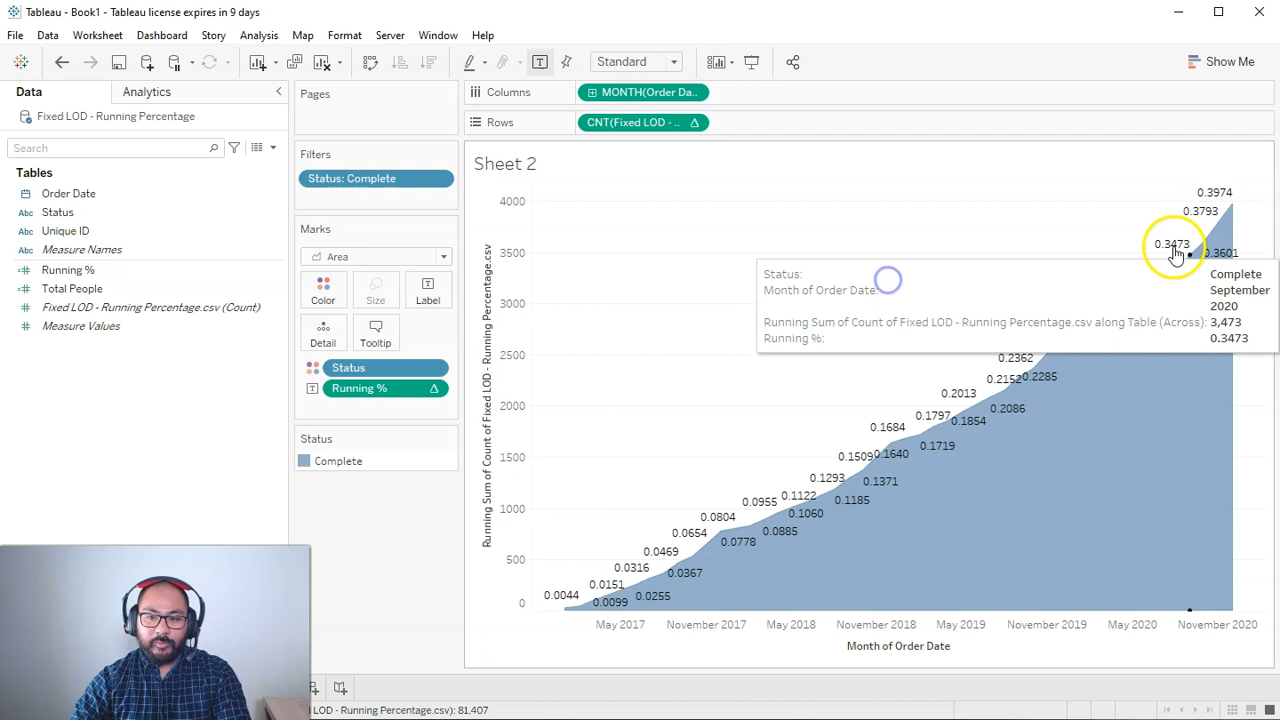 Tableau - Book1 - Tableau license expires in 9 days
File Data Worksheet Dashboard Story Analysis Map Format Server Window Help
Standard
Show Me
Data Analytics
Fixed LOD - Running Percentage
Search
Tables
Order Date
Status
Unique ID
Measure Names
Running %
Total People
Fixed LOD - Running Percentage.csv (Count)
Measure Values
Pages
Filters
Status: Complete
Marks
Area
Color Size Label
Detail Tooltip
Status
Running %
Status
Complete
Columns MONTH(Order Da..
Rows CNT(Fixed LOD - ..
Sheet 2
Running Sum of Count of Fixed LOD - Running Percentage.csv
4000
3500
3000
2500
2000
1500
1000
500
0
0.3974
0.3793
0.3473
0.3601
Status: Complete
Month of Order Date: September
2020
Running Sum of Count of Fixed LOD - Running Percentage.csv along Table (Across): 3,473
Running %: 0.3473
0.2362
0.2152 0.2285
0.2013
0.2086
0.1797 0.1854
0.1684
0.1719
0.1509 0.1640
0.1293
0.1371
0.1122
0.1185
0.0955
0.1060
0.0804
0.0885
0.0654
0.0778
0.0469
0.0316
0.0367
0.0151
0.0044 0.0099 0.0255
May 2017 November 2017 May 2018 November 2018 May 2019 November 2019 May 2020 November 2020
Month of Order Date
LOD - Running Percentage.csv): 81,407